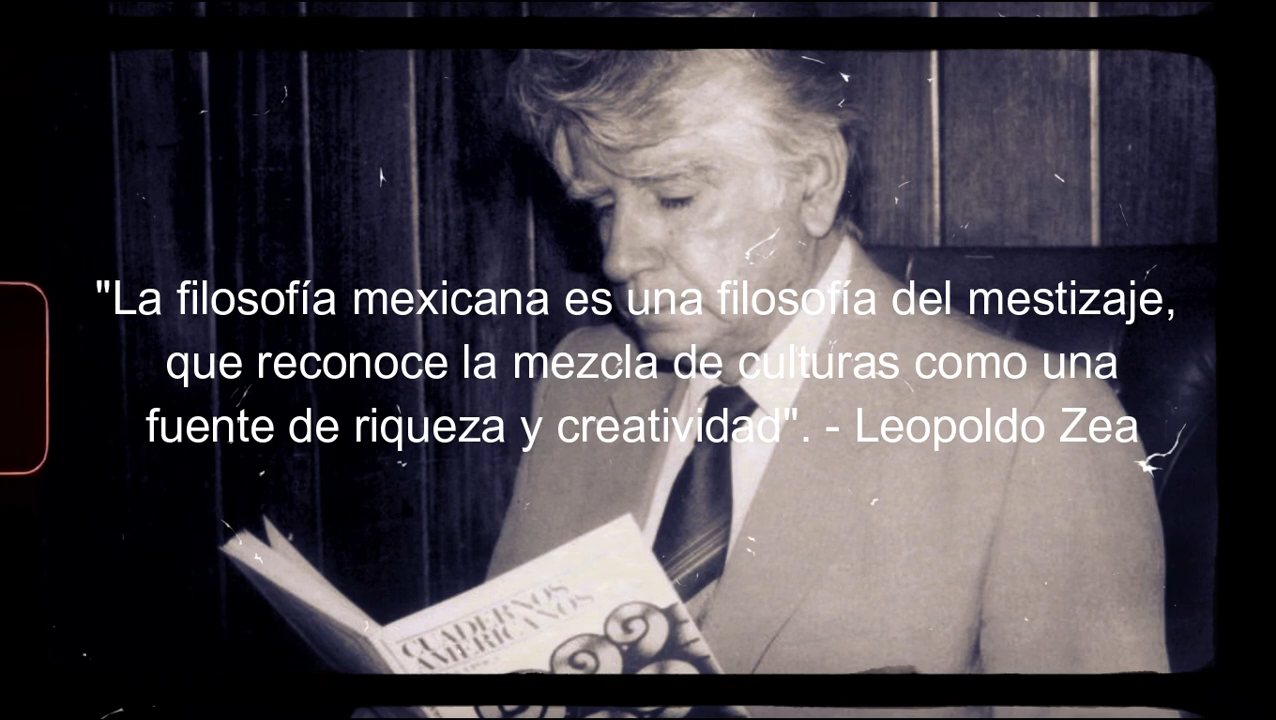 "La filosofía mexicana es una filosofía del mestizaje,
que reconoce la mezcla de culturas como una
fuente de riqueza y creatividad". - Leopoldo Zea
CUADERNOS
AMERICANOS